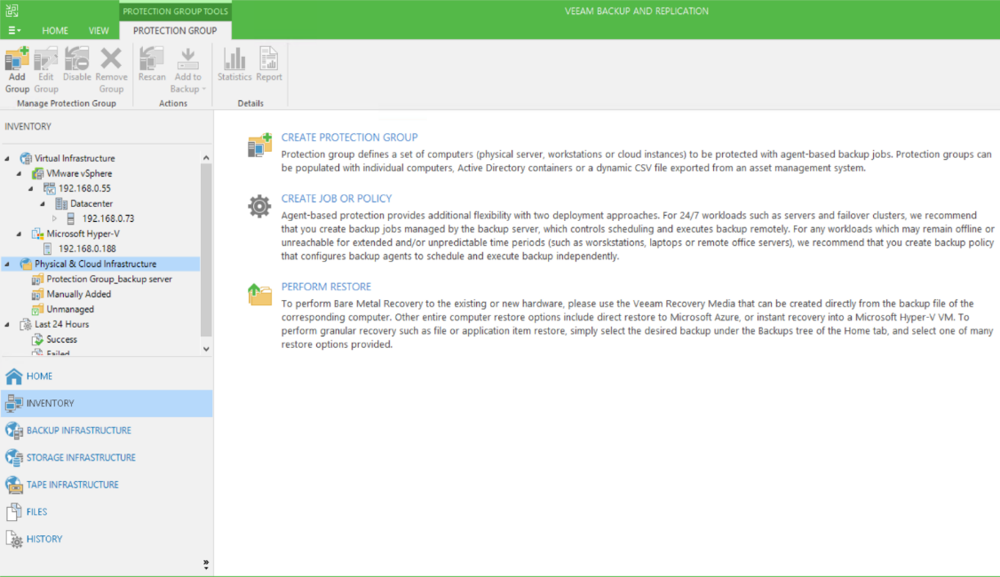 PROTECTION GROUP TOOLS
VEEAM BACKUP AND REPLICATION
HOME
VIEW
PROTECTION GROUP
Add Group
Edit Group
Disable
Remove Group
Rescan
Add to Backup
Statistics
Report
Manage Protection Group
Actions
Details
INVENTORY
Virtual Infrastructure
VMware vSphere
192.168.0.55
Datacenter
192.168.0.73
Microsoft Hyper-V
192.168.0.188
Physical & Cloud Infrastructure
Protection Group_backup server
Manually Added
Unmanaged
Last 24 Hours
Success
Failed
HOME
INVENTORY
BACKUP INFRASTRUCTURE
STORAGE INFRASTRUCTURE
TAPE INFRASTRUCTURE
FILES
HISTORY
CREATE PROTECTION GROUP
Protection group defines a set of computers (physical server, workstations or cloud instances) to be protected with agent-based backup jobs. Protection groups can
be populated with individual computers, Active Directory containers or a dynamic CSV file exported from an asset management system.
CREATE JOB OR POLICY
Agent-based protection provides additional flexibility with two deployment approaches. For 24/7 workloads such as servers and failover clusters, we recommend
that you create backup jobs managed by the backup server, which controls scheduling and executes backup remotely. For any workloads which may remain offline or
unreachable for extended and/or unpredictable time periods (such as worskstations, laptops or remote office servers), we recommend that you create backup policy
that configures backup agents to schedule and execute backup independently.
PERFORM RESTORE
To perform Bare Metal Recovery to the existing or new hardware, please use the Veeam Recovery Media that can be created directly from the backup file of the
corresponding computer. Other entire computer restore options include direct restore to Microsoft Azure, or instant recovery into a Microsoft Hyper-V VM. To
perform granular recovery such as file or application item restore, simply select the desired backup under the Backups tree of the Home tab, and select one of many
restore options provided.